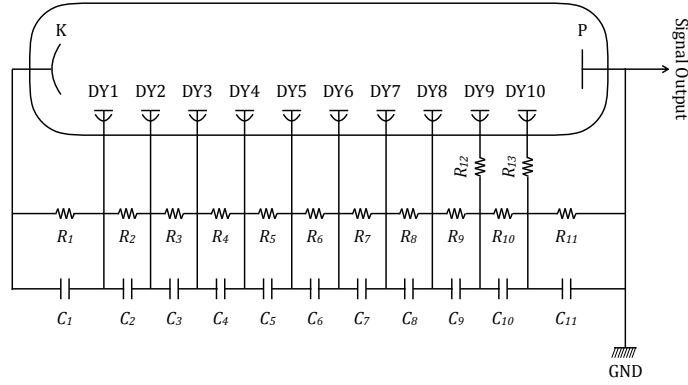 K
P
Signal Output
DY1 DY2 DY3 DY4 DY5 DY6 DY7 DY8 DY9 DY10
R12 R13
R1 R2 R3 R4 R5 R6 R7 R8 R9 R10 R11
C1 C2 C3 C4 C5 C6 C7 C8 C9 C10 C11
GND